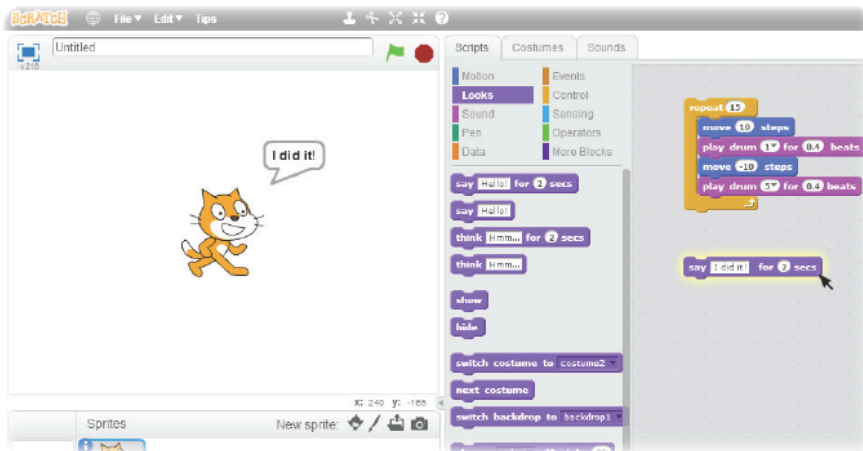 SCRATCH File Edit Tips
v218
Untitled
I did it!
x: 240 y: -166
Sprites New sprite:
Scripts Costumes Sounds
Motion Events
Looks Control
Sound Sensing
Pen Operators
Data More Blocks
say Hello! for 2 secs
say Hello!
think Hmm... for 2 secs
think Hmm...
show
hide
switch costume to costume2
next costume
switch backdrop to backdrop1
repeat 15
move 10 steps
play drum 1 for 0.4 beats
move -10 steps
play drum 5 for 0.4 beats
say I did it! for 2 secs